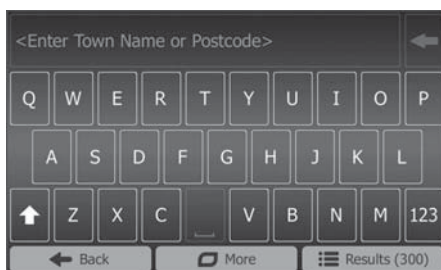 <Enter Town Name or Postcode>
Q W E R T Y U I O P
A S D F G H J K L
Z X C V B N M 123
Back More Results (300)